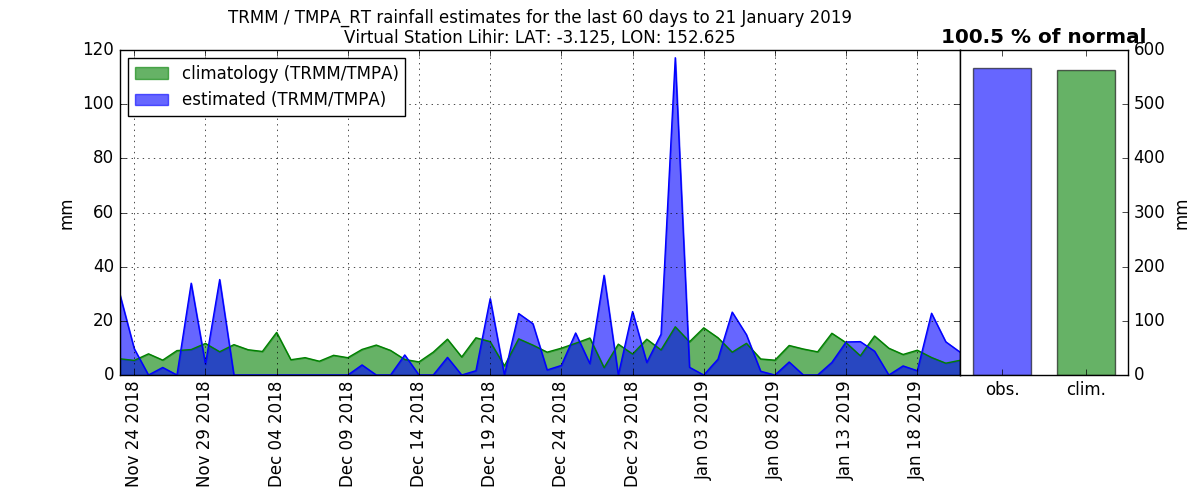 TRMM / TMPA_RT rainfall estimates for the last 60 days to 21 January 2019
Virtual Station Lihir: LAT: -3.125, LON: 152.625
100.5 % of normal
climatology (TRMM/TMPA)
estimated (TRMM/TMPA)
mm
120
100
80
60
40
20
0
Nov 24 2018
Nov 29 2018
Dec 04 2018
Dec 09 2018
Dec 14 2018
Dec 19 2018
Dec 24 2018
Dec 29 2018
Jan 03 2019
Jan 08 2019
Jan 13 2019
Jan 18 2019
obs.
clim.
600
500
400
300
200
100
0
mm